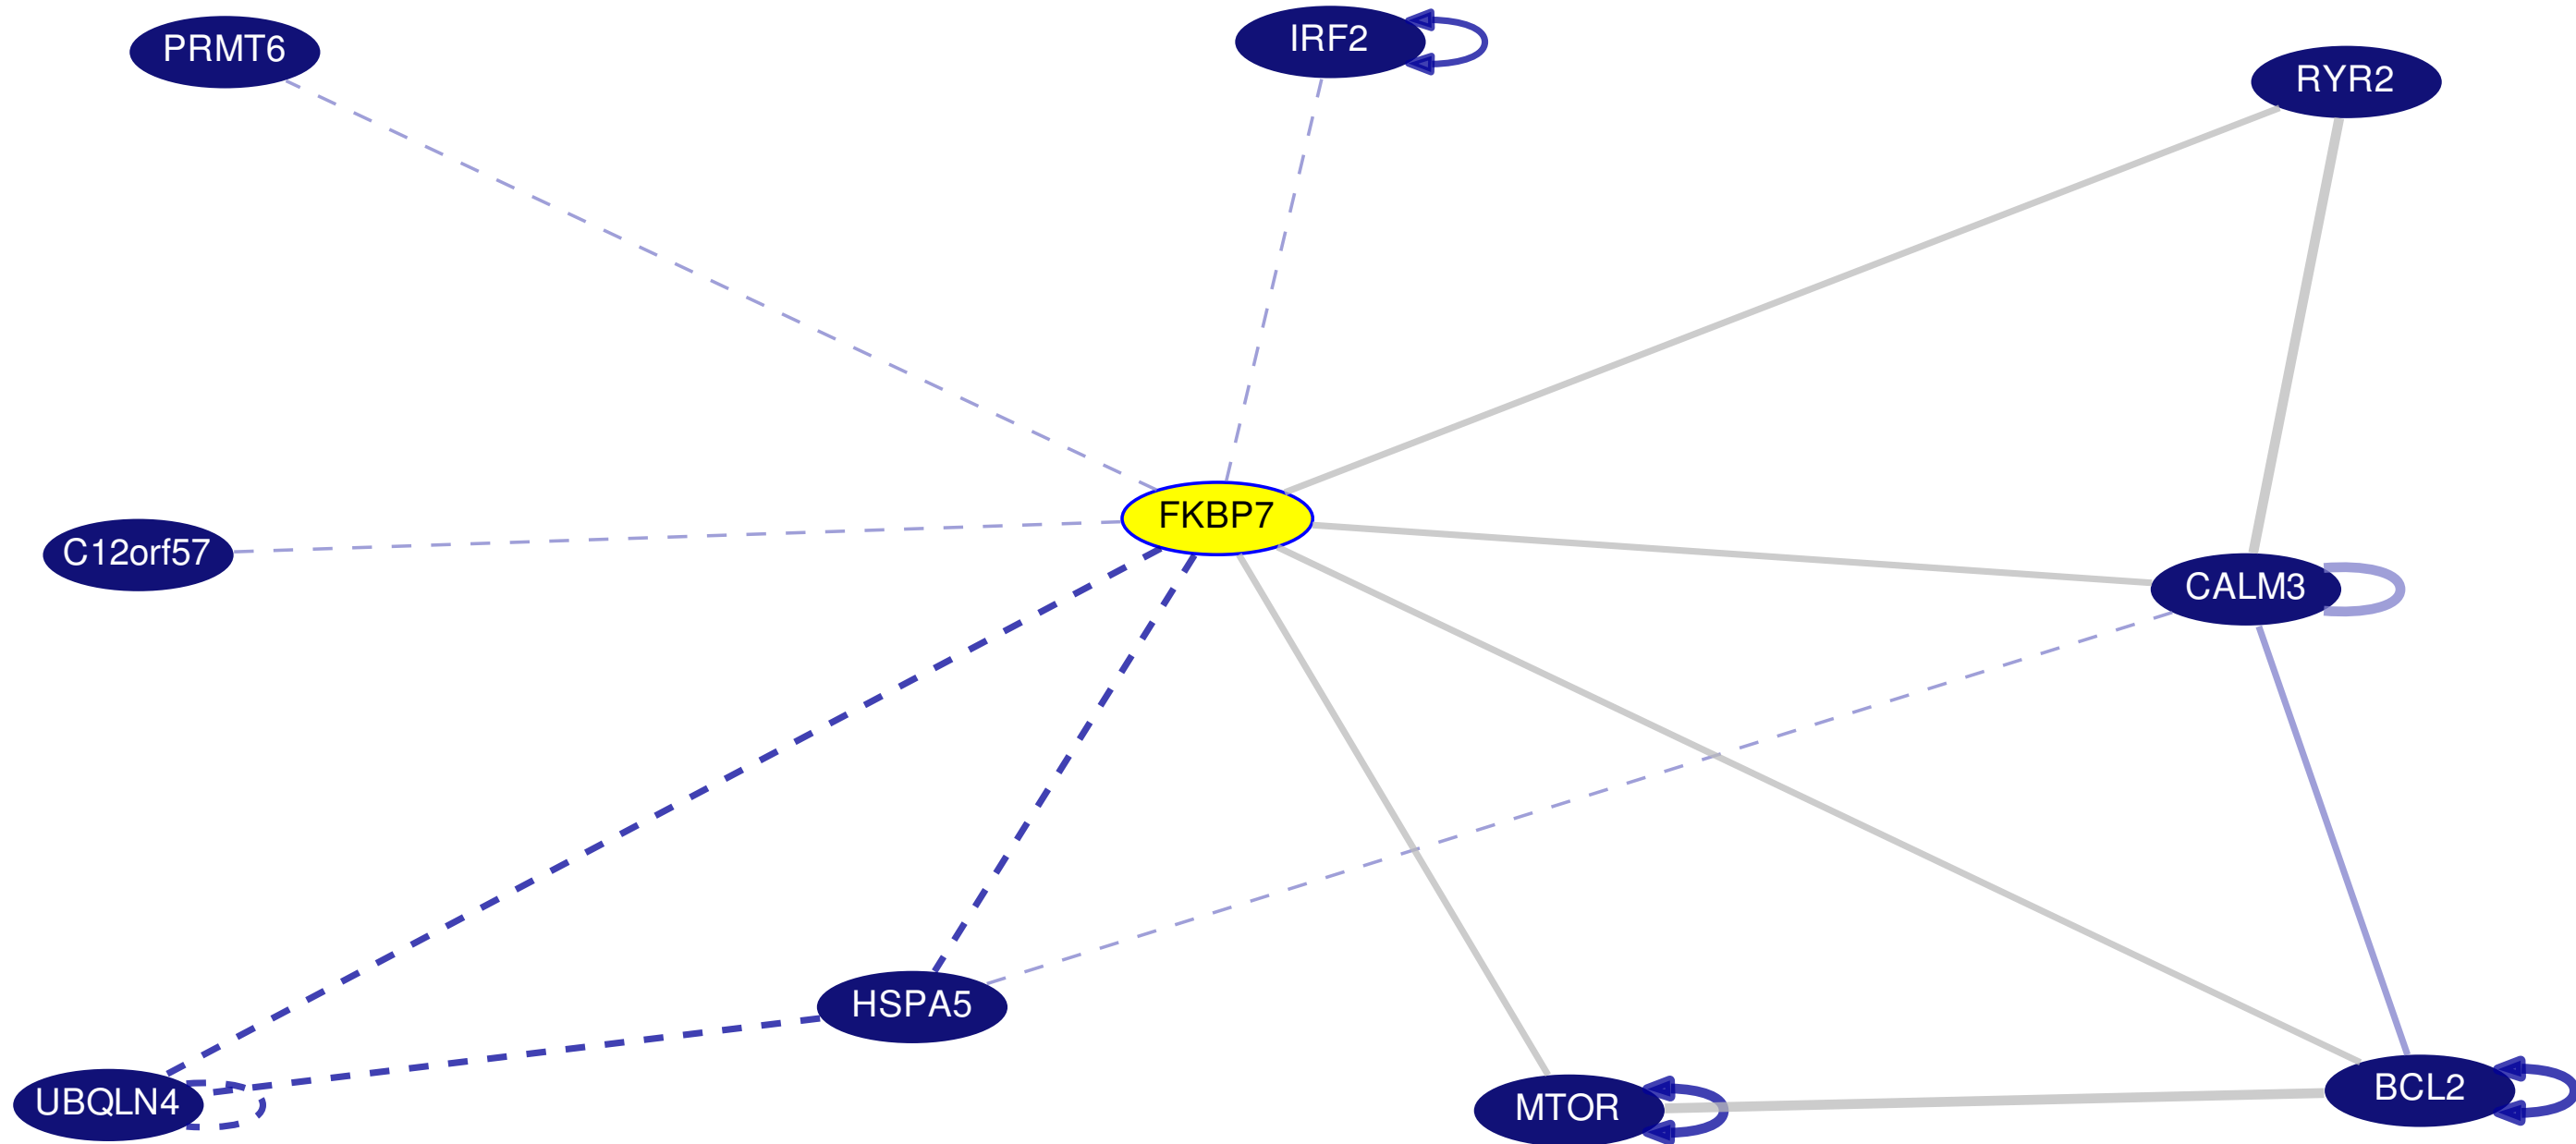 PRMT6
IRF2
RYR2
FKBP7
C12orf57
CALM3
HSPA5
UBQLN4
MTOR
BCL2